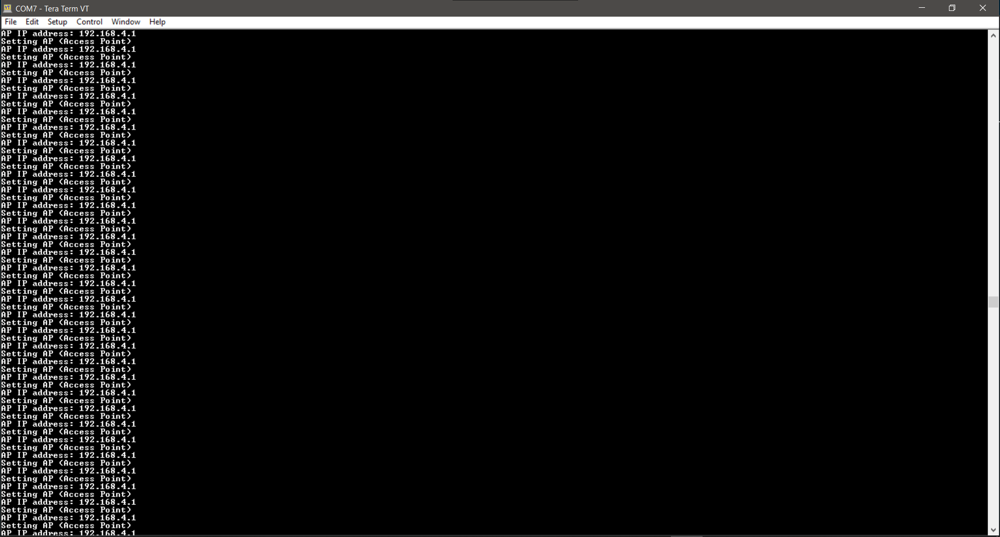 COM7 - Tera Term VT
File Edit Setup Control Window Help
AP IP address: 192.168.4.1
Setting AP (Access Point)
AP IP address: 192.168.4.1
Setting AP (Access Point)
AP IP address: 192.168.4.1
Setting AP (Access Point)
AP IP address: 192.168.4.1
Setting AP (Access Point)
AP IP address: 192.168.4.1
Setting AP (Access Point)
AP IP address: 192.168.4.1
Setting AP (Access Point)
AP IP address: 192.168.4.1
Setting AP (Access Point)
AP IP address: 192.168.4.1
Setting AP (Access Point)
AP IP address: 192.168.4.1
Setting AP (Access Point)
AP IP address: 192.168.4.1
Setting AP (Access Point)
AP IP address: 192.168.4.1
Setting AP (Access Point)
AP IP address: 192.168.4.1
Setting AP (Access Point)
AP IP address: 192.168.4.1
Setting AP (Access Point)
AP IP address: 192.168.4.1
Setting AP (Access Point)
AP IP address: 192.168.4.1
Setting AP (Access Point)
AP IP address: 192.168.4.1
Setting AP (Access Point)
AP IP address: 192.168.4.1
Setting AP (Access Point)
AP IP address: 192.168.4.1
Setting AP (Access Point)
AP IP address: 192.168.4.1
Setting AP (Access Point)
AP IP address: 192.168.4.1
Setting AP (Access Point)
AP IP address: 192.168.4.1
Setting AP (Access Point)
AP IP address: 192.168.4.1
Setting AP (Access Point)
AP IP address: 192.168.4.1
Setting AP (Access Point)
AP IP address: 192.168.4.1
Setting AP (Access Point)
AP IP address: 192.168.4.1
Setting AP (Access Point)
AP IP address: 192.168.4.1
Setting AP (Access Point)
AP IP address: 192.168.4.1
Setting AP (Access Point)
AP IP address: 192.168.4.1
Setting AP (Access Point)
AP IP address: 192.168.4.1
Setting AP (Access Point)
AP IP address: 192.168.4.1
Setting AP (Access Point)
AP IP address: 192.168.4.1
Setting AP (Access Point)
AP IP address: 192.168.4.1
Setting AP (Access Point)
AP IP address: 192.168.4.1